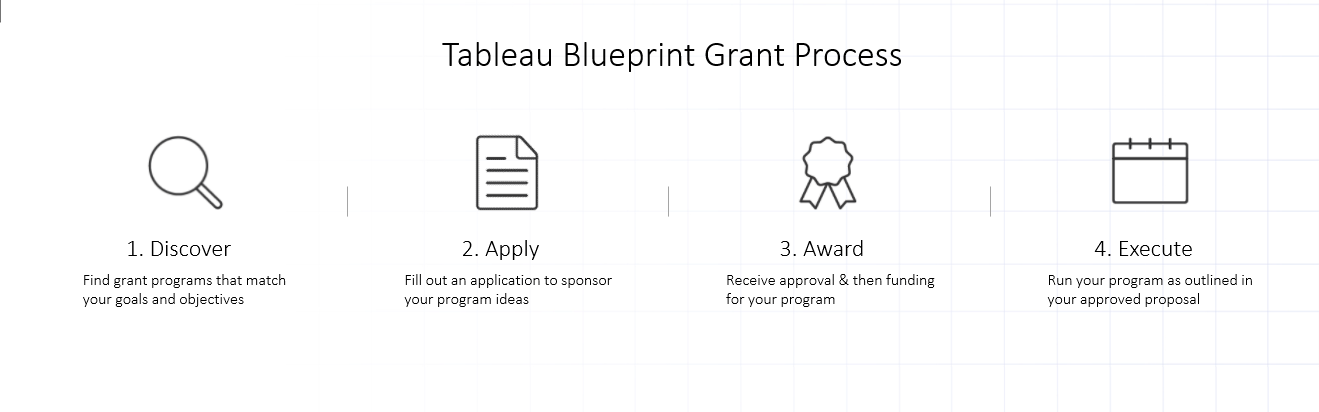 Tableau Blueprint Grant Process
1. Discover
Find grant programs that match
your goals and objectives
2. Apply
Fill out an application to sponsor
your program ideas
3. Award
Receive approval & then funding
for your program
4. Execute
Run your program as outlined in
your approved proposal